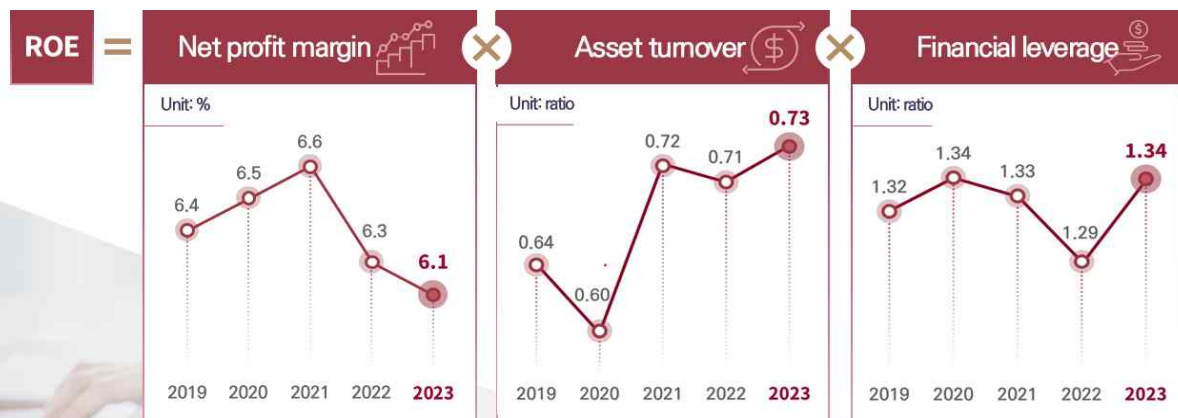 ROE = Net profit margin × Asset turnover × Financial leverage
Unit: %
6.4
6.5
6.6
6.3
6.1
2019 2020 2021 2022 2023
Unit: ratio
0.64
0.60
0.72
0.71
0.73
2019 2020 2021 2022 2023
Unit: ratio
1.32
1.34
1.33
1.29
1.34
2019 2020 2021 2022 2023